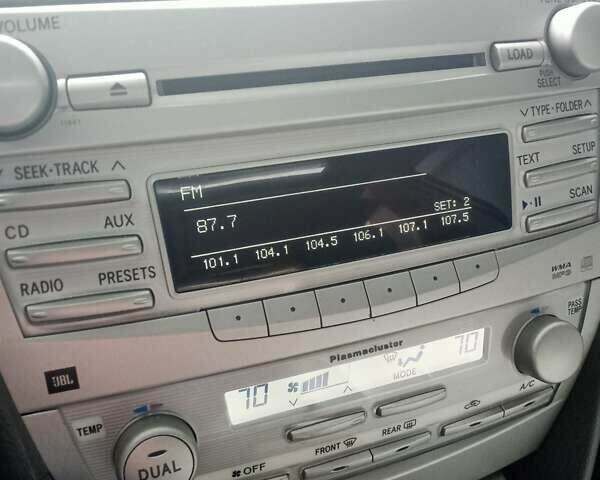 VOLUME
LOAD
PUSH
SELECT
SEEK·TRACK
TYPE·FOLDER
FM
TEXT
SETUP
CD
AUX
87.7
SET: 2
SCAN
101.1 104.1 104.5 106.1 107.1 107.5
RADIO
PRESETS
WMA
MP3
PASS
TEMP
JBL
Plasmacluster
70
70
MODE
TEMP
A/C
DUAL
FRONT
REAR
OFF